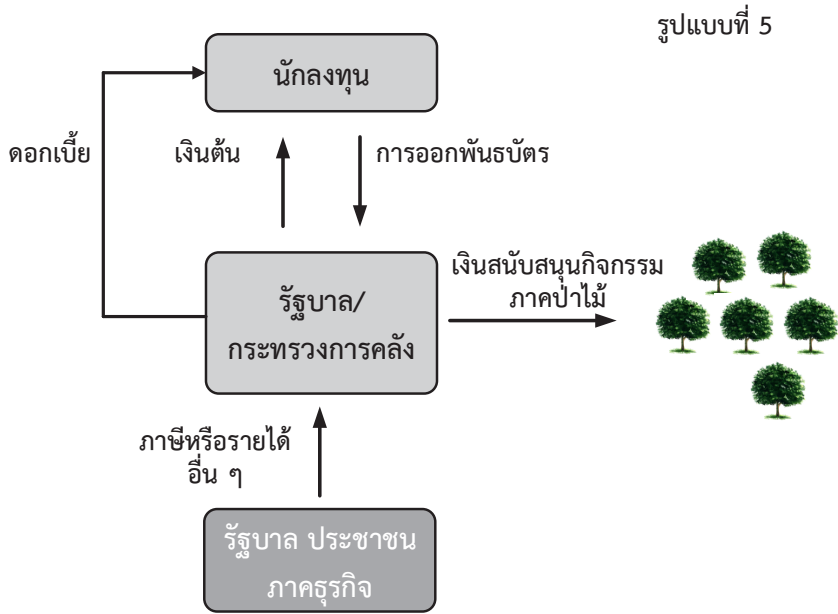 รูปแบบที่ 5
นักลงทุน
ดอกเบี้ย
เงินต้น
การออกพันธบัตร
รัฐบาล/
กระทรวงการคลัง
เงินสนับสนุนกิจกรรม
ภาคป่าไม้
ภาษีหรือรายได้
อื่น ๆ
รัฐบาล ประชาชน
ภาคธุรกิจ